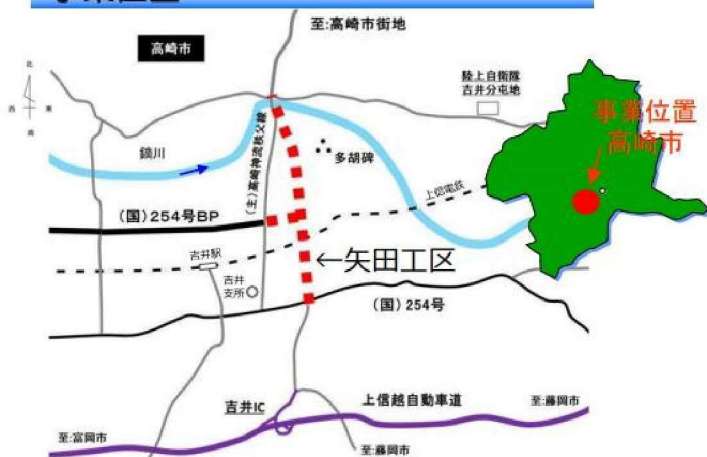 事業位置
至:高崎市街地
高崎市
北
西
東
南
陸上自衛隊
吉井分屯地
事業位置
高崎市
鏑川
(主)高崎神流秩父線
多胡碑
上信電鉄
(国)254号BP
吉井駅
←矢田工区
吉井
支所
(国)254号
吉井IC
上信越自動車道
至:藤岡市
至:富岡市
至:藤岡市